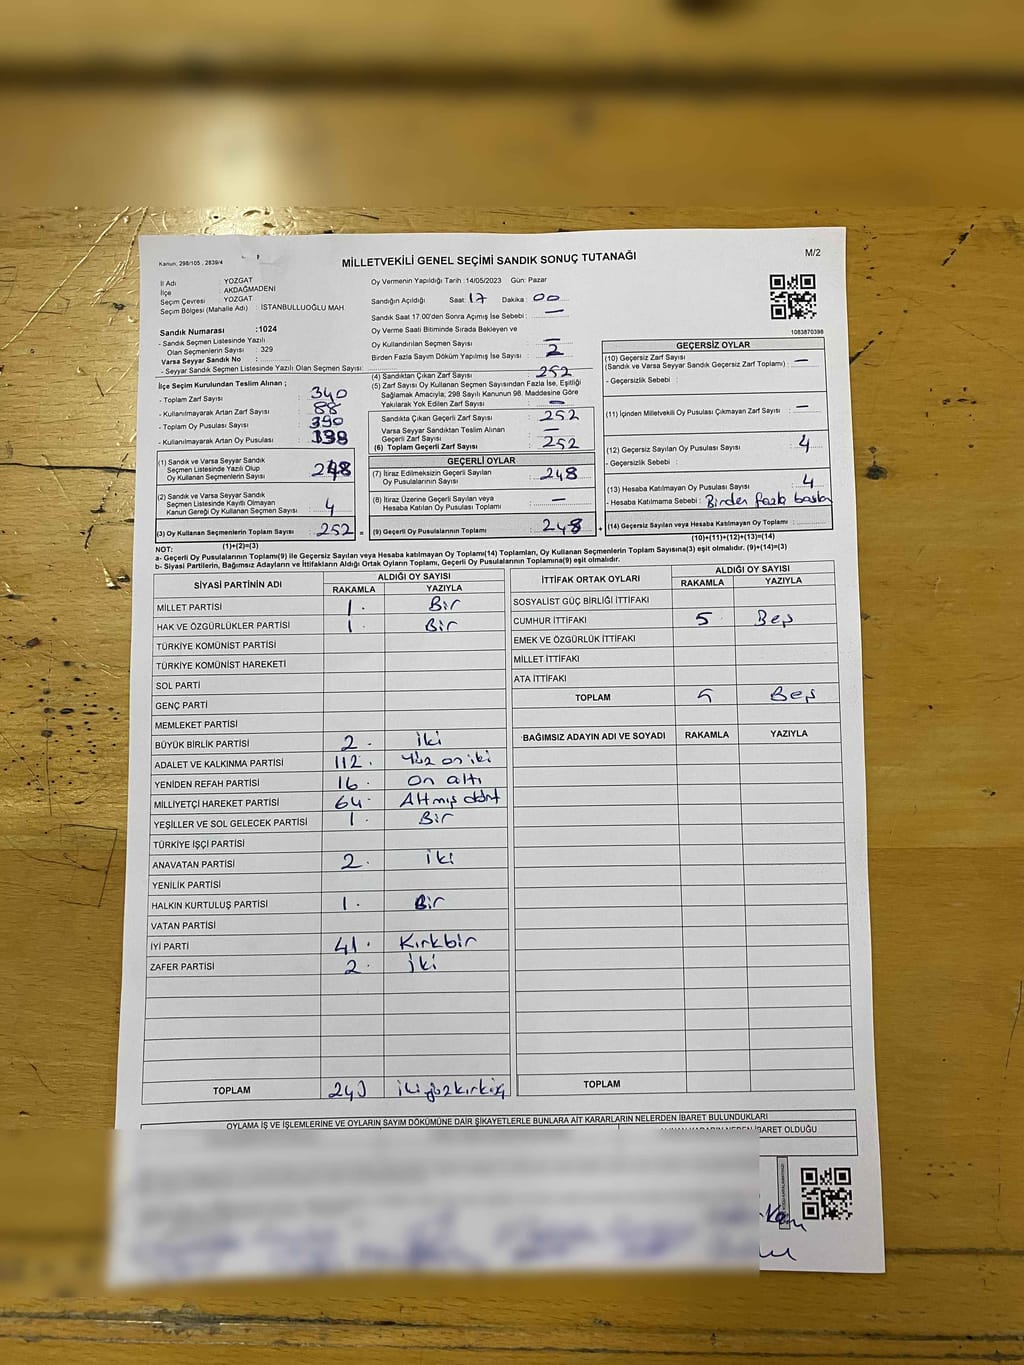 Kanun: 298/105 , 2839/4
MİLLETVEKİLİ GENEL SEÇİMİ SANDIK SONUÇ TUTANAĞI
M/2
İl Adı : YOZGAT
İlçe : AKDAĞMADENİ
Seçim Çevresi : YOZGAT
Seçim Bölgesi (Mahalle Adı) : İSTANBULLUOĞLU MAH.
Sandık Numarası :1024
- Sandık Seçmen Listesinde Yazılı
Olan Seçmenlerin Sayısı : 329
Varsa Seyyar Sandık No :
- Seyyar Sandık Seçmen Listesinde Yazılı Olan Seçmen Sayısı:
İlçe Seçim Kurulundan Teslim Alınan ;
- Toplam Zarf Sayısı : 340
- Kullanılmayarak Artan Zarf Sayısı : 88
- Toplam Oy Pusulası : 390
- Kullanılmayarak Artan Oy Pusulası : 138
(1) Sandık ve Varsa Seyyar Sandık
Seçmen Listesinde Yazılı Olup
Oy Kullanan Seçmenlerin Sayısı : 248
(2) Sandık ve Varsa Seyyar Sandık
Seçmen Listesinde Kayıtlı Olmayan
Kanun Gereği Oy Kullanan Seçmen Sayısı : 4
(3) Oy Kullanan Seçmenlerin Toplam Sayısı : 252 =
(1)+(2)=(3)
Oy Vermenin Yapıldığı Tarih :14/05/2023 Gün: Pazar
Sandığın Açıldığı Saat: 17 Dakika : 00
Sandık Saat 17.00'den Sonra Açımış İse Sebebi : —
Oy Verme Saati Bitiminde Sırada Bekleyen ve
Oy Kullandırılan Seçmen Sayısı : —
Birden Fazla Sayım Döküm Yapılmış İse Sayısı : 2
(4) Sandıktan Çıkan Zarf Sayısı : 252
(5) Zarf Sayısı Oy Kullanan Seçmen Sayısından Fazla İse, Eşitliği
Sağlamak Amacıyla; 298 Sayılı Kanunun 98. Maddesine Göre
Yakılarak Yok Edilen Zarf Sayısı : —
Sandıkta Çıkan Geçerli Zarf Sayısı : 252
Varsa Seyyar Sandıktan Teslim Alınan
Geçerli Zarf Sayısı : —
(6) Toplam Geçerli Zarf Sayısı : 252
GEÇERLİ OYLAR
(7) İtiraz Edilmeksizin Geçerli Sayılan
Oy Pusulalarının Sayısı : 248
(8) İtiraz Üzerine Geçerli Sayılan veya
Hesaba Katılan Oy Pusulası Toplamı : —
(9) Geçerli Oy Pusulalarının Toplamı : 248 +
1083870398
GEÇERSİZ OYLAR
(10) Geçersiz Zarf Sayısı : —
(Sandık ve Varsa Seyyar Sandık Geçersiz Zarf Toplamı)
- Geçersizlik Sebebi :
(11) İçinden Milletvekili Oy Pusulası Çıkmayan Zarf Sayısı : —
(12) Geçersiz Sayılan Oy Pusulası Sayısı : 4
- Geçersizlik Sebebi :
(13) Hesaba Katılmayan Oy Pusulası Sayısı : 4
- Hesaba Katılmama Sebebi : Birden fazla
(14) Geçersiz Sayılan veya Hesaba Katılmayan Oy Toplamı :
(10)+(11)+(12)+(13)=(14)
NOT:
a- Geçerli Oy Pusulalarının Toplamı(9) ile Geçersiz Sayılan veya Hesaba katılmayan Oy Toplamı(14) Toplamları, Oy Kullanan Seçmenlerin Toplam Sayısına(3) eşit olmalıdır. (9)+(14)=(3)
b- Siyasi Partilerin, Bağımsız Adayların ve İttifakların Aldığı Ortak Oyların Toplamı, Geçerli Oy Pusulalarının Toplamına(9) eşit olmalıdır.
SİYASİ PARTİNİN ADI ALDIĞI OY SAYISI
RAKAMLA YAZIYLA
MİLLET PARTİSİ 1 . Bir
HAK VE ÖZGÜRLÜKLER PARTİSİ 1 . Bir
TÜRKİYE KOMÜNİST PARTİSİ
TÜRKİYE KOMÜNİST HAREKETİ
SOL PARTİ
GENÇ PARTİ
MEMLEKET PARTİSİ
BÜYÜK BİRLİK PARTİSİ 2 . iki
ADALET VE KALKINMA PARTİSİ 112 . Yüz on iki
YENİDEN REFAH PARTİSİ 16 . On altı
MİLLİYETÇİ HAREKET PARTİSİ 64 . Altmış dört
YEŞİLLER VE SOL GELECEK PARTİSİ 1 . Bir
TÜRKİYE İŞÇİ PARTİSİ
ANAVATAN PARTİSİ 2 . iki
YENİLİK PARTİSİ
HALKIN KURTULUŞ PARTİSİ 1 . Bir
VATAN PARTİSİ
İYİ PARTİ 41 . Kırkbir
ZAFER PARTİSİ 2 . iki
TOPLAM 243 ikiyüzkırküç
İTTİFAK ORTAK OYLARI ALDIĞI OY SAYISI
RAKAMLA YAZIYLA
SOSYALİST GÜÇ BİRLİĞİ İTTİFAKI
CUMHUR İTTİFAKI 5 Beş
EMEK VE ÖZGÜRLÜK İTTİFAKI
MİLLET İTTİFAKI
ATA İTTİFAKI
TOPLAM 5 Beş
BAĞIMSIZ ADAYIN ADI VE SOYADI RAKAMLA YAZIYLA
TOPLAM
OYLAMA İŞ VE İŞLEMLERİNE VE OYLARIN SAYIM DÖKÜMÜNE DAİR ŞİKAYETLERLE BUNLARA AİT KARARLARIN NELERDEN İBARET BULUNDUKLARI
İBARET OLDUĞU